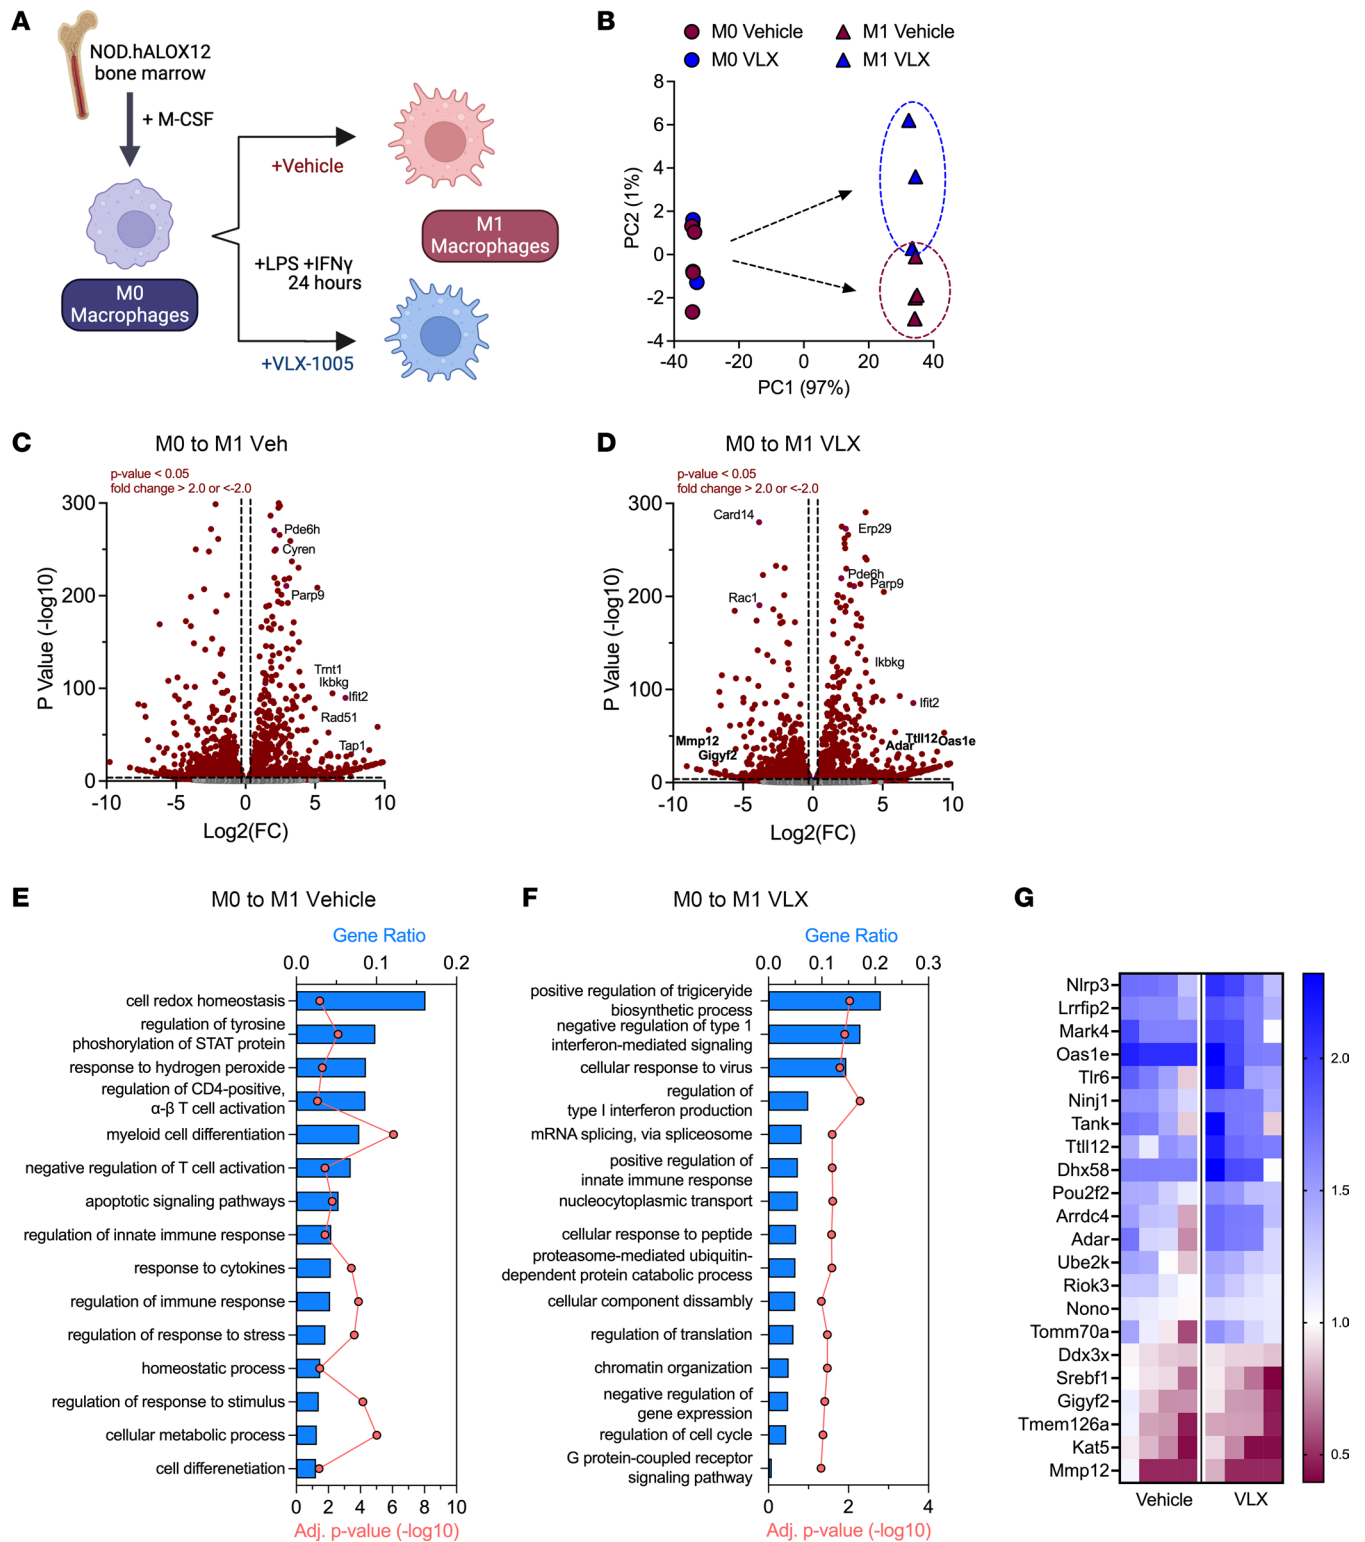 A
NOD.hALOX12
bone marrow
+ M-CSF
+Vehicle
M1
Macrophages
+LPS +IFNγ
24 hours
M0
Macrophages
+VLX-1005
B
M0 Vehicle
M1 Vehicle
M0 VLX
M1 VLX
PC2 (1%)
8
6
4
2
0
-2
-4
-40
-20
0
20
40
PC1 (97%)
C
M0 to M1 Veh
p-value < 0.05
fold change > 2.0 or <-2.0
P Value (-log10)
300
200
100
0
Pde6h
Cyren
Parp9
Trnt1
Ikbkg
Ifit2
Rad51
Tap1
-10
-5
0
5
10
Log2(FC)
D
M0 to M1 VLX
p-value < 0.05
fold change > 2.0 or <-2.0
P Value (-log10)
300
200
100
0
Card14
Erp29
Pde6h
Parp9
Rac1
Ikbkg
Ifit2
Mmp12
Gigyf2
Adar
Ttll12
Oas1e
-10
-5
0
5
10
Log2(FC)
E
M0 to M1 Vehicle
Gene Ratio
0.0
0.1
0.2
cell redox homeostasis
regulation of tyrosine
phoshorylation of STAT protein
response to hydrogen peroxide
regulation of CD4-positive,
α-β T cell activation
myeloid cell differentiation
negative regulation of T cell activation
apoptotic signaling pathways
regulation of innate immune response
response to cytokines
regulation of immune response
regulation of response to stress
homeostatic process
regulation of response to stimulus
cellular metabolic process
cell differenetiation
0
2
4
6
8
10
Adj. p-value (-log10)
F
M0 to M1 VLX
Gene Ratio
0.0
0.1
0.2
0.3
positive regulation of trigiceryide
biosynthetic process
negative regulation of type 1
interferon-mediated signaling
cellular response to virus
regulation of
type I interferon production
mRNA splicing, via spliceosome
positive regulation of
innate immune response
nucleocytoplasmic transport
cellular response to peptide
proteasome-mediated ubiquitin-
dependent protein catabolic process
cellular component dissambly
regulation of translation
chromatin organization
negative regulation of
gene expression
regulation of cell cycle
G protein-coupled receptor
signaling pathway
0
2
4
Adj. p-value (-log10)
G
Nlrp3
Lrrfip2
Mark4
Oas1e
Tlr6
Ninj1
Tank
Ttll12
Dhx58
Pou2f2
Arrdc4
Adar
Ube2k
Riok3
Nono
Tomm70a
Ddx3x
Srebf1
Gigyf2
Tmem126a
Kat5
Mmp12
Vehicle
VLX
2.0
1.5
1.0
0.5